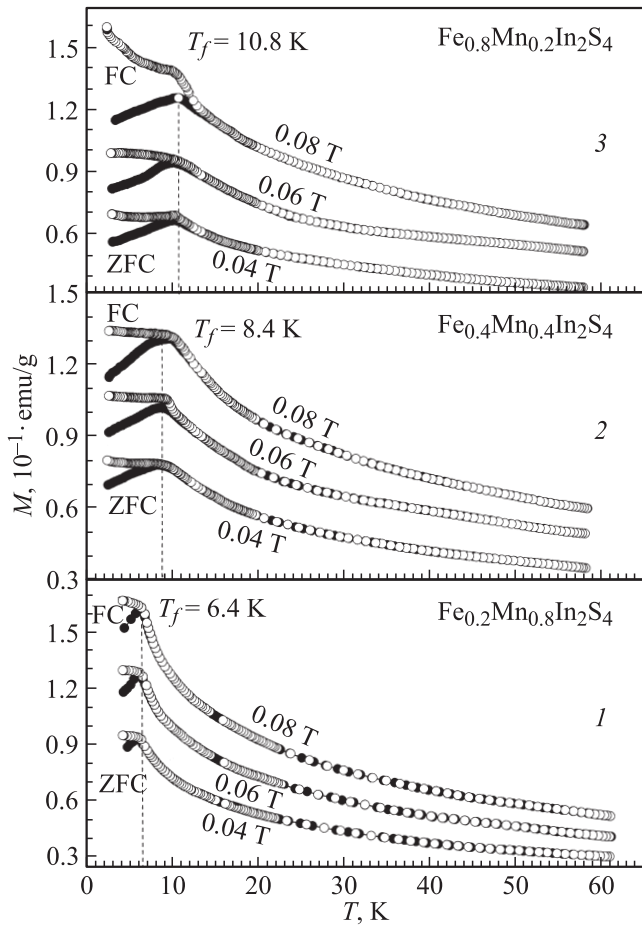 T_f = 10.8 K
Fe₀.₈Mn₀.₂In₂S₄
1.5
FC
0.08 T
3
1.2
0.9
0.06 T
0.6
ZFC
0.04 T
0.3
1.5
FC
T_f = 8.4 K
Fe₀.₄Mn₀.₄In₂S₄
1.2
0.08 T
2
M, 10⁻¹· emu/g
0.9
0.06 T
0.6
ZFC
0.04 T
0.3
T_f = 6.4 K
Fe₀.₂Mn₀.₈In₂S₄
FC
1.5
0.08 T
1
1.2
0.9
0.06 T
ZFC
0.6
0.04 T
0.3
0 10 20 30 40 50 60
T, K